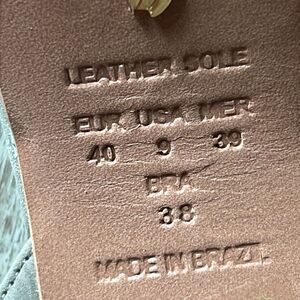 LEATHER SOLE
EUR USA MER
40 9 39
BRA
38
MADE IN BRAZIL